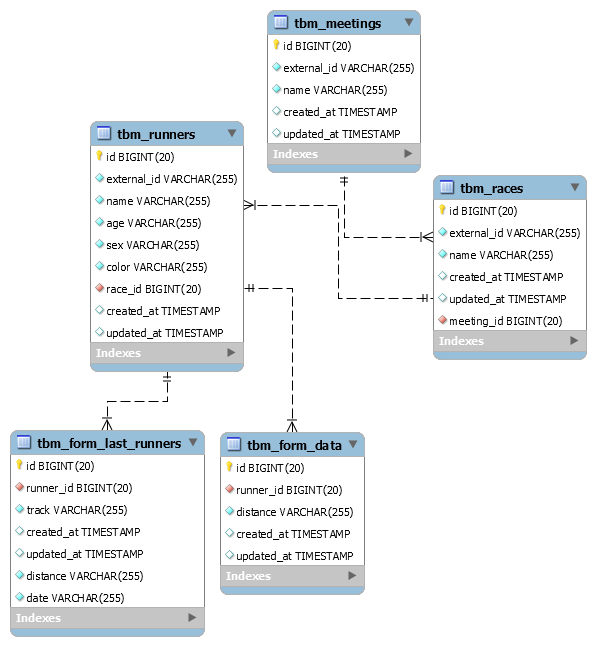 tbm_meetings
id BIGINT(20)
external_id VARCHAR(255)
name VARCHAR(255)
created_at TIMESTAMP
updated_at TIMESTAMP
Indexes
tbm_runners
id BIGINT(20)
external_id VARCHAR(255)
name VARCHAR(255)
age VARCHAR(255)
sex VARCHAR(255)
color VARCHAR(255)
race_id BIGINT(20)
created_at TIMESTAMP
updated_at TIMESTAMP
Indexes
tbm_races
id BIGINT(20)
external_id VARCHAR(255)
name VARCHAR(255)
created_at TIMESTAMP
updated_at TIMESTAMP
meeting_id BIGINT(20)
Indexes
tbm_form_last_runners
id BIGINT(20)
runner_id BIGINT(20)
track VARCHAR(255)
created_at TIMESTAMP
updated_at TIMESTAMP
distance VARCHAR(255)
date VARCHAR(255)
Indexes
tbm_form_data
id BIGINT(20)
runner_id BIGINT(20)
distance VARCHAR(255)
created_at TIMESTAMP
updated_at TIMESTAMP
Indexes